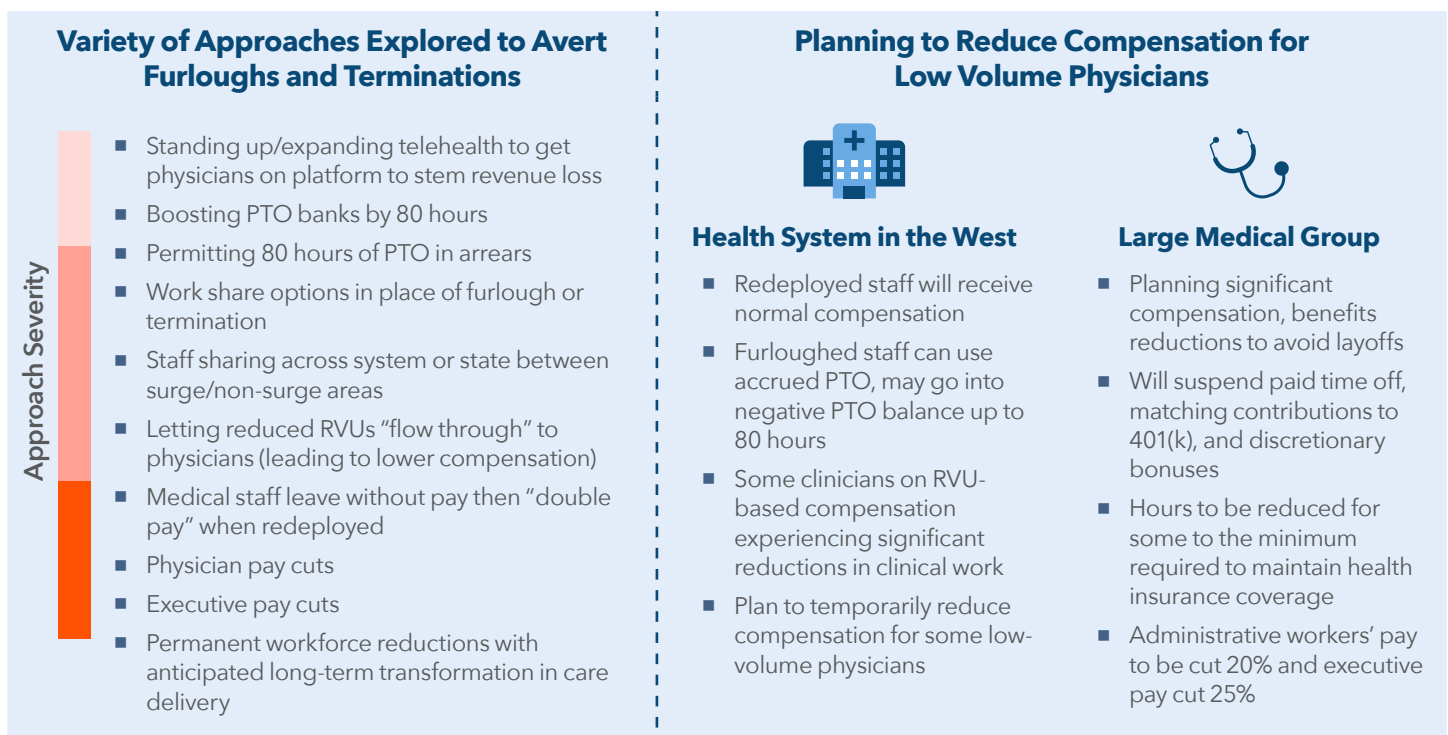 Variety of Approaches Explored to Avert
Furloughs and Terminations
Approach Severity
■ Standing up/expanding telehealth to get
physicians on platform to stem revenue loss
■ Boosting PTO banks by 80 hours
■ Permitting 80 hours of PTO in arrears
■ Work share options in place of furlough or
termination
■ Staff sharing across system or state between
surge/non-surge areas
■ Letting reduced RVUs “flow through” to
physicians (leading to lower compensation)
■ Medical staff leave without pay then “double
pay” when redeployed
■ Physician pay cuts
■ Executive pay cuts
■ Permanent workforce reductions with
anticipated long-term transformation in care
delivery
Planning to Reduce Compensation for
Low Volume Physicians
Health System in the West
■ Redeployed staff will receive
normal compensation
■ Furloughed staff can use
accrued PTO, may go into
negative PTO balance up to
80 hours
■ Some clinicians on RVU-
based compensation
experiencing significant
reductions in clinical work
■ Plan to temporarily reduce
compensation for some low-
volume physicians
Large Medical Group
■ Planning significant
compensation, benefits
reductions to avoid layoffs
■ Will suspend paid time off,
matching contributions to
401(k), and discretionary
bonuses
■ Hours to be reduced for
some to the minimum
required to maintain health
insurance coverage
■ Administrative workers’ pay
to be cut 20% and executive
pay cut 25%